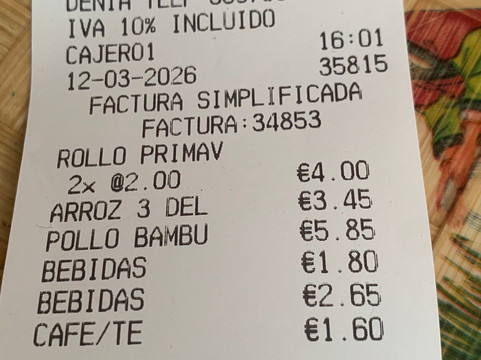 DENIA TELF
IVA 10% INCLUIDO
CAJERO1 16:01
12-03-2026 35815
FACTURA SIMPLIFICADA
FACTURA:34853
ROLLO PRIMAV
2x @2.00 €4.00
ARROZ 3 DEL €3.45
POLLO BAMBU €5.85
BEBIDAS €1.80
BEBIDAS €2.65
CAFE/TE €1.60